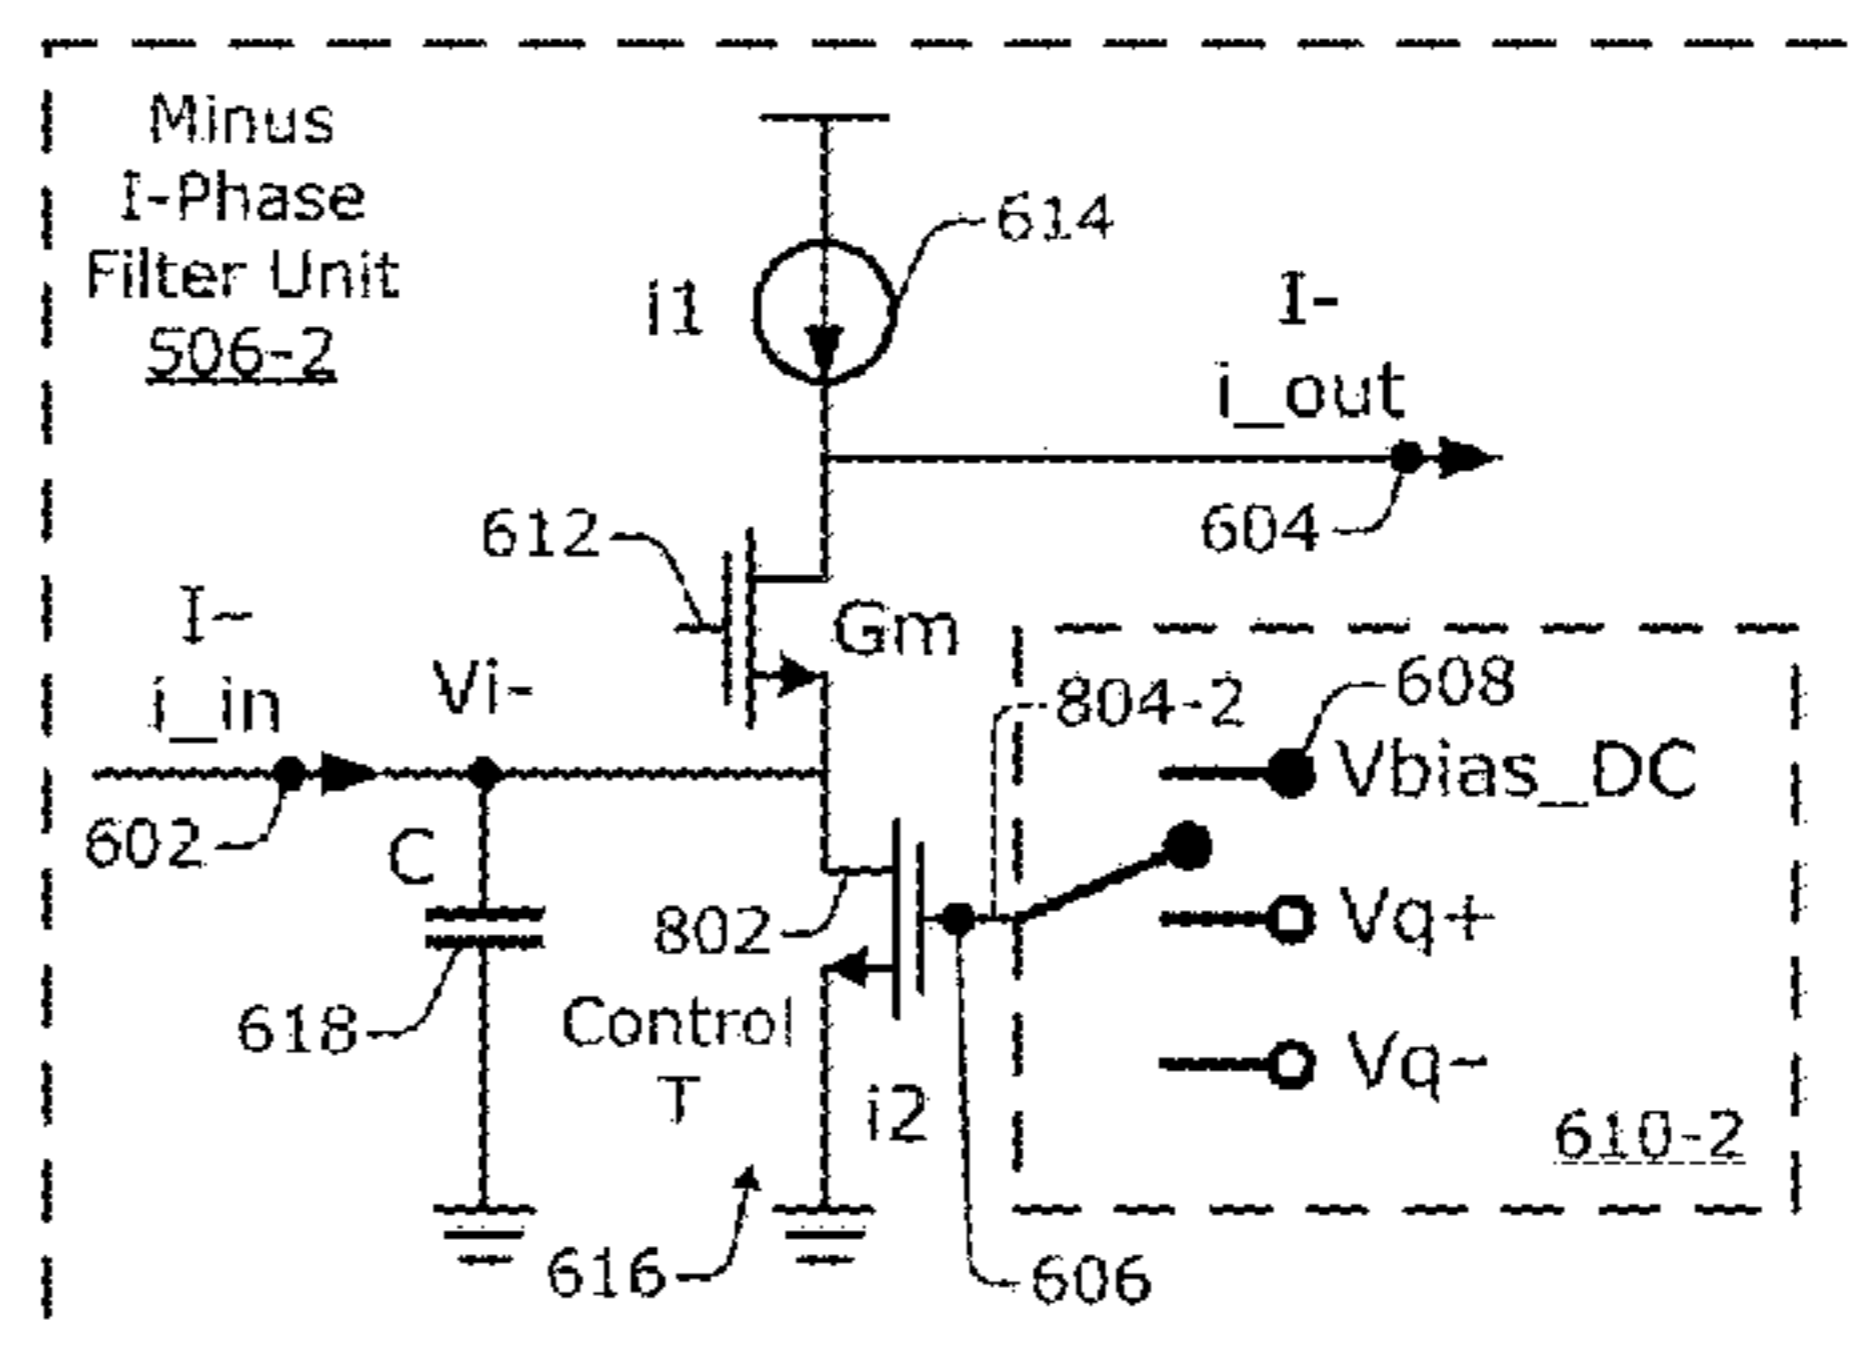 Minus
I-Phase
Filter Unit
506-2
614
i1
I-
i_out
604
612
Gm
I-
i_in
Vi-
602
C
618
802
Control
T
i2
616
606
804-2
608
Vbias_DC
Vq+
Vq-
610-2